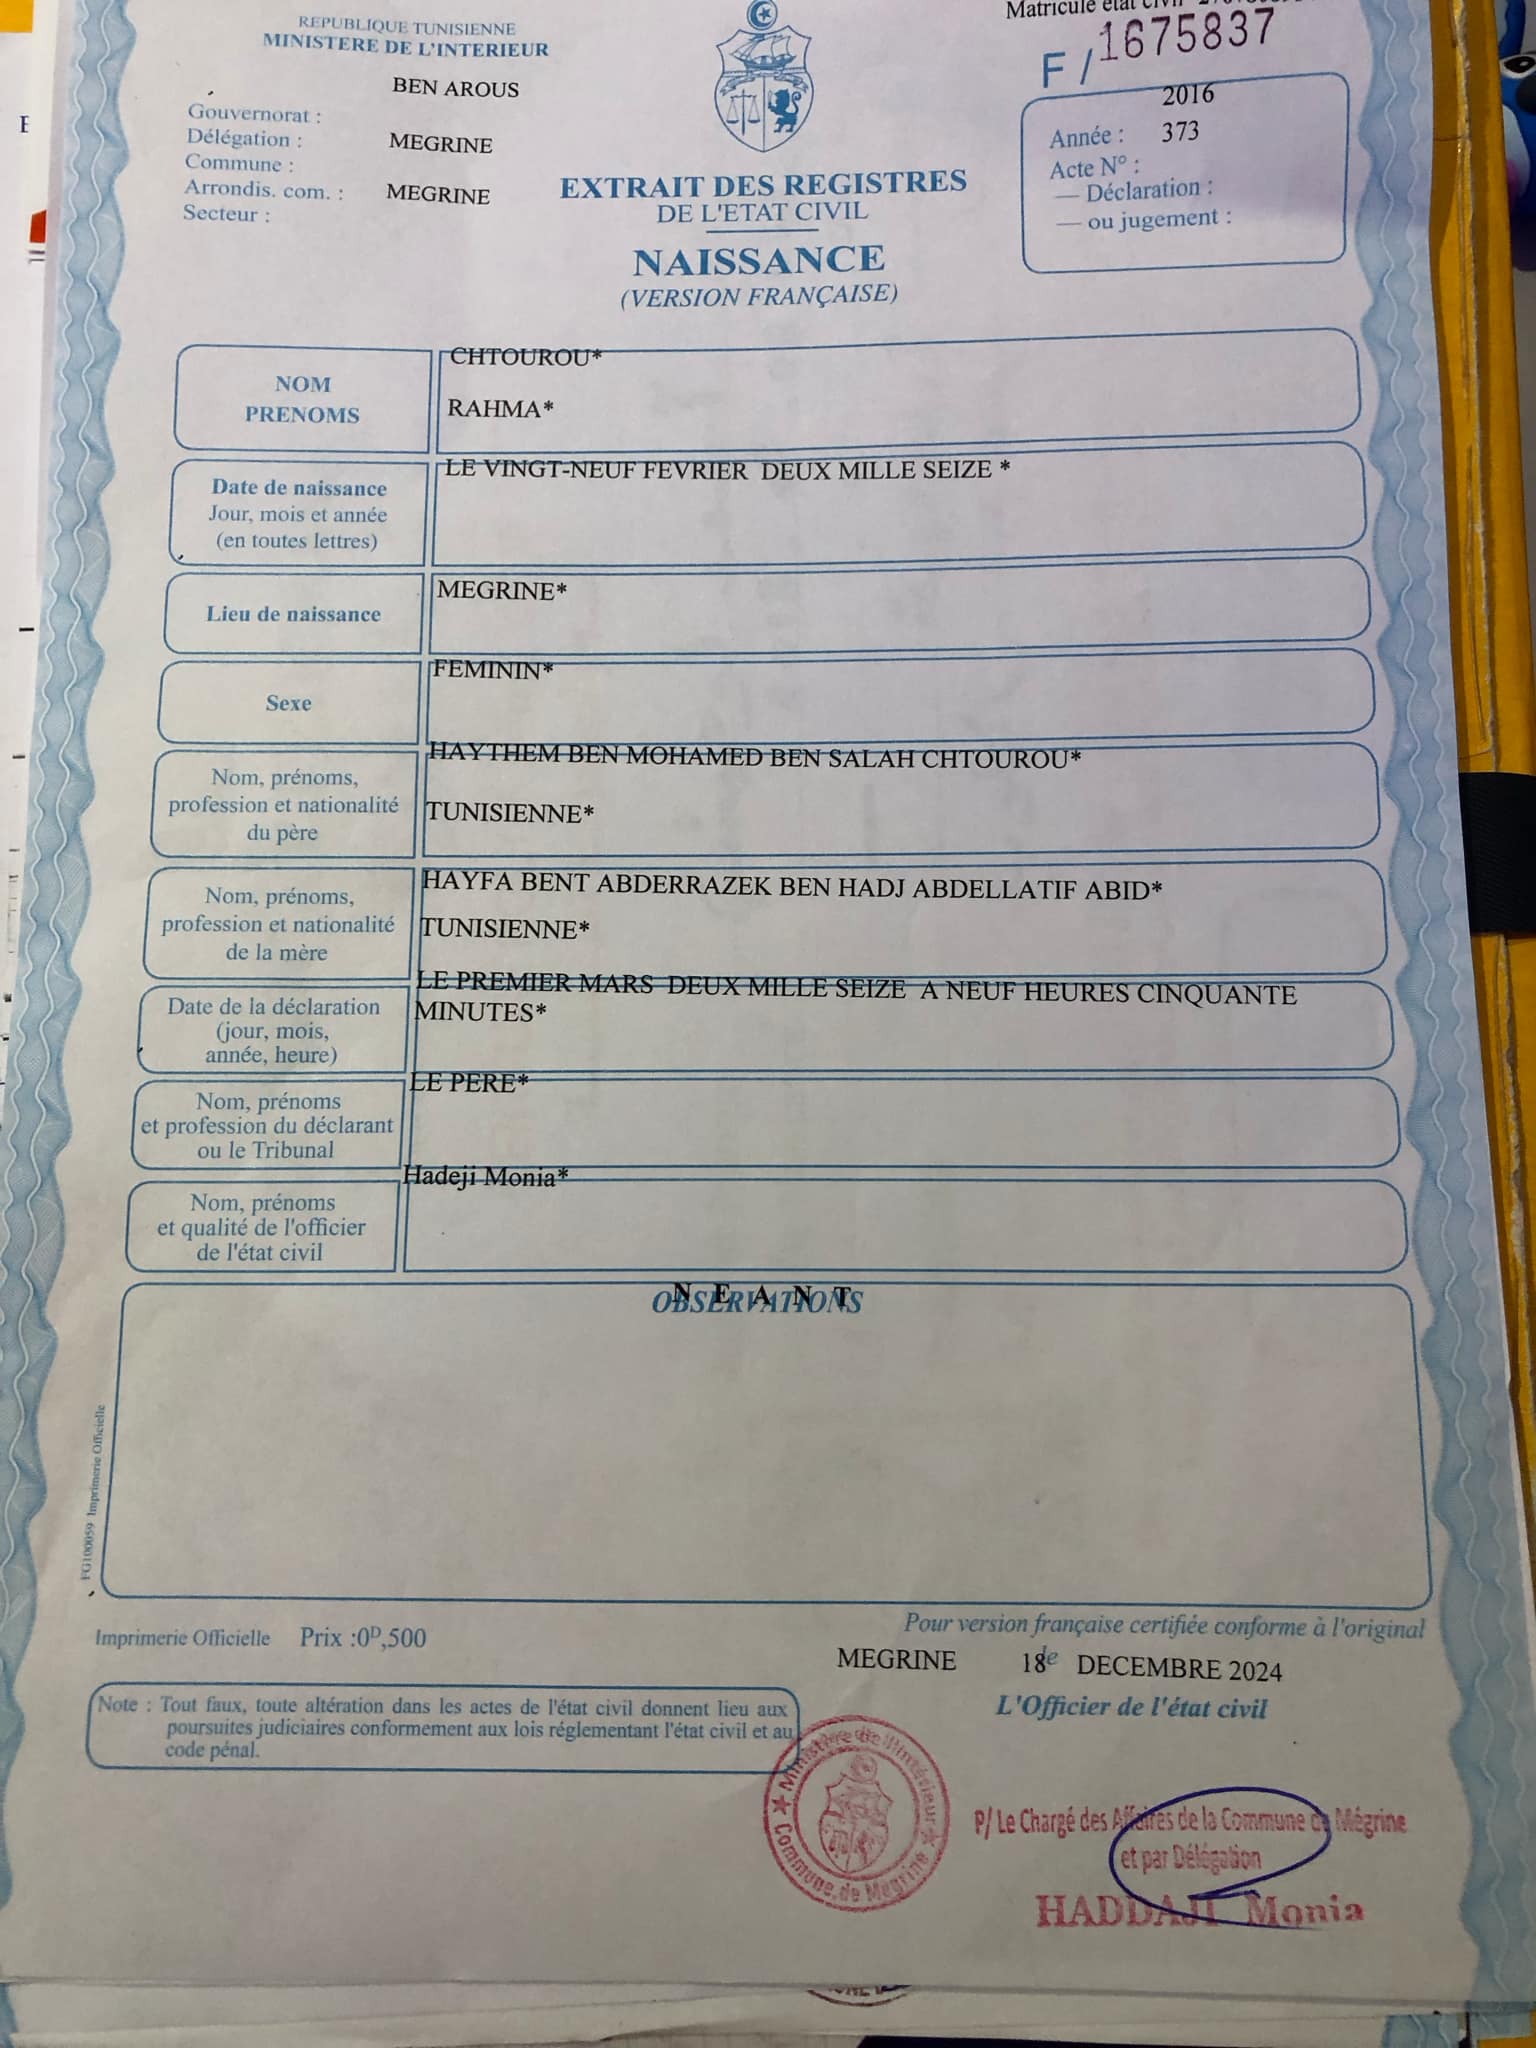 REPUBLIQUE TUNISIENNE
MINISTERE DE L'INTERIEUR
BEN AROUS
Gouvernorat :
Délégation : MEGRINE
Commune :
Arrondis. com. : MEGRINE
Secteur :
EXTRAIT DES REGISTRES
DE L'ETAT CIVIL
NAISSANCE
(VERSION FRANÇAISE)
Matricule etat civil
F / 1675837
2016
Année : 373
Acte N° :
— Déclaration :
— ou jugement :
NOM
PRENOMS
CHTOUROU*
RAHMA*
Date de naissance
Jour, mois et année
(en toutes lettres)
LE VINGT-NEUF FEVRIER DEUX MILLE SEIZE *
Lieu de naissance
MEGRINE*
Sexe
FEMININ*
Nom, prénoms,
profession et nationalité
du père
HAYTHEM BEN MOHAMED BEN SALAH CHTOUROU*
TUNISIENNE*
Nom, prénoms,
profession et nationalité
de la mère
HAYFA BENT ABDERRAZEK BEN HADJ ABDELLATIF ABID*
TUNISIENNE*
Date de la déclaration
(jour, mois,
année, heure)
LE PREMIER MARS DEUX MILLE SEIZE A NEUF HEURES CINQUANTE
MINUTES*
Nom, prénoms
et profession du déclarant
ou le Tribunal
LE PERE*
Nom, prénoms
et qualité de l'officier
de l'état civil
Hadeji Monia*
N E A N T
OBSERVATIONS
FG100059 Imprimerie Officielle
Imprimerie Officielle Prix :0D,500
Pour version française certifiée conforme à l'original
MEGRINE 18 le DECEMBRE 2024
L'Officier de l'état civil
Note : Tout faux, toute altération dans les actes de l'état civil donnent lieu aux
poursuites judiciaires conformement aux lois réglementant l'état civil et au
code pénal.
Ministère de l'intérieur
Commune de Mégrine
P/ Le Chargé des Affaires de la Commune de Mégrine
et par Délégation
HADDAJI Monia